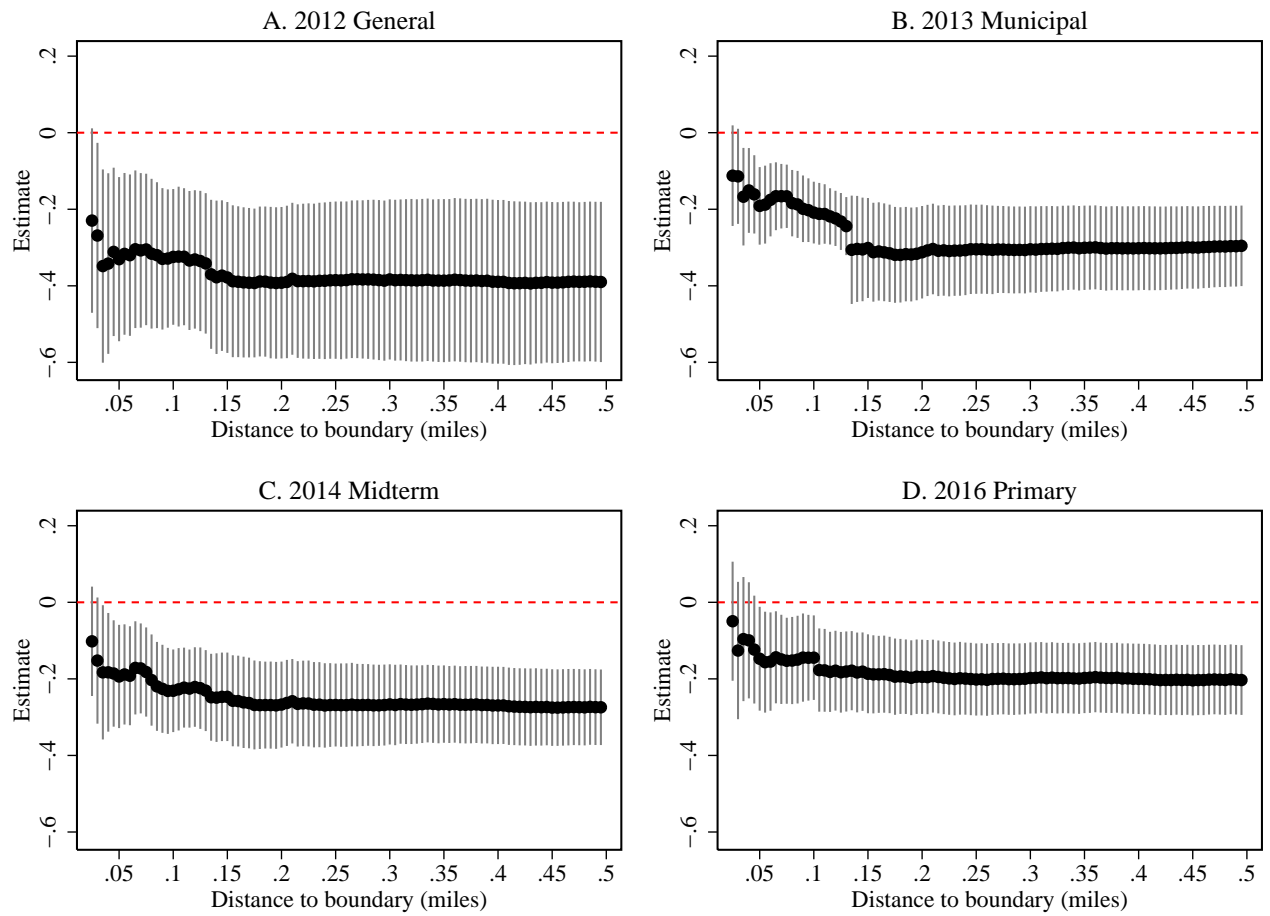 A. 2012 General
Estimate
.2
0
−.2
−.4
−.6
.05 .1 .15 .2 .25 .3 .35 .4 .45 .5
Distance to boundary (miles)
B. 2013 Municipal
Estimate
.2
0
−.2
−.4
−.6
.05 .1 .15 .2 .25 .3 .35 .4 .45 .5
Distance to boundary (miles)
C. 2014 Midterm
Estimate
.2
0
−.2
−.4
−.6
.05 .1 .15 .2 .25 .3 .35 .4 .45 .5
Distance to boundary (miles)
D. 2016 Primary
Estimate
.2
0
−.2
−.4
−.6
.05 .1 .15 .2 .25 .3 .35 .4 .45 .5
Distance to boundary (miles)